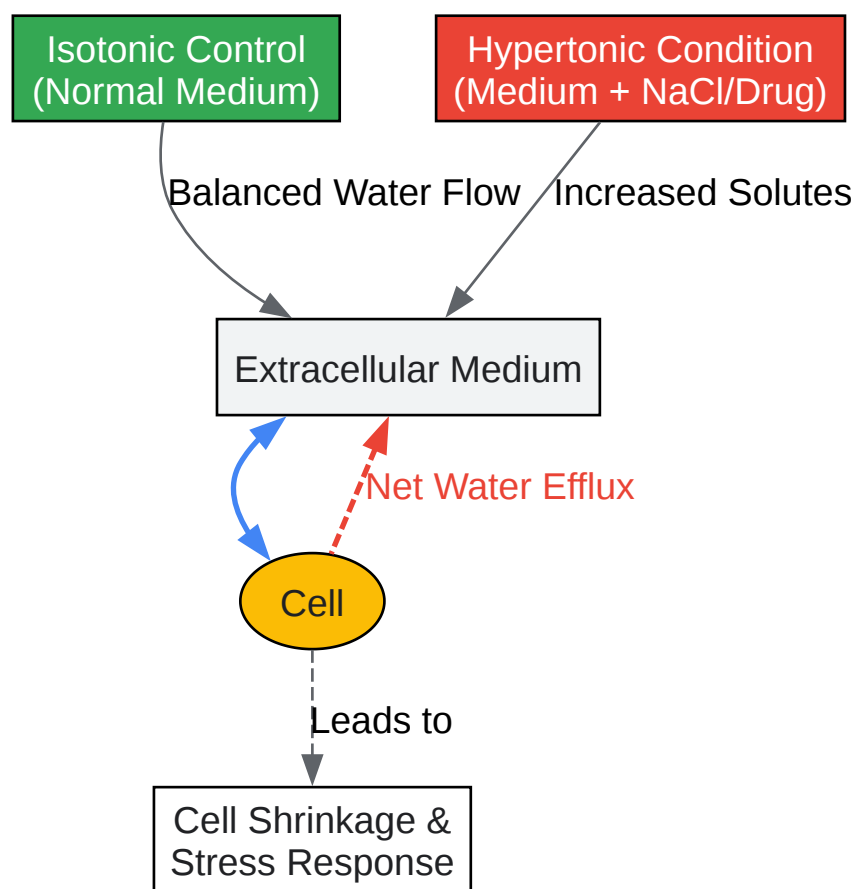 Isotonic Control
(Normal Medium)
Hypertonic Condition
(Medium + NaCl/Drug)
Balanced Water Flow
Increased Solutes
Extracellular Medium
Net Water Efflux
Cell
Leads to
Cell Shrinkage &
Stress Response